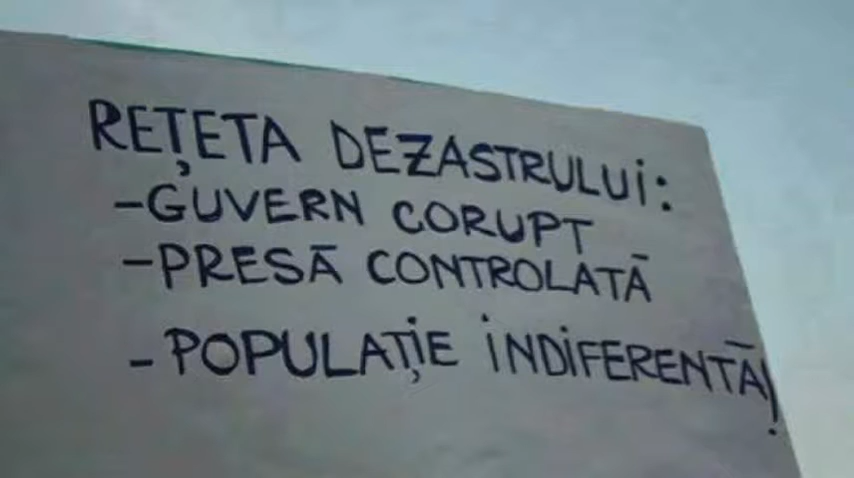 REȚETA DEZASTRULUI:
-GUVERN CORUPT
-PRESĂ CONTROLATĂ
-POPULAȚIE INDIFERENTĂ!